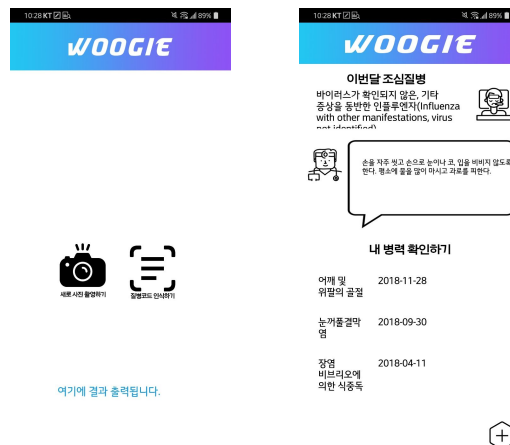 10:28 KT 89%
WOOGIE
새로 사진 촬영하기
질병코드 인식하기
여기에 결과 출력됩니다.
10:28 KT 89%
WOOGIE
이번달 조심질병
바이러스가 확인되지 않은, 기타
증상을 동반한 인플루엔자(Influenza
with other manifestations, virus
not identified)
손을 자주 씻고 손으로 눈이나 코, 입을 비비지 않도록
한다. 평소에 물을 많이 마시고 과로를 피한다.
내 병력 확인하기
어깨 및
위팔의 골절
2018-11-28
눈꺼풀결막
염
2018-09-30
장염
비브리오에
의한 식중독
2018-04-11